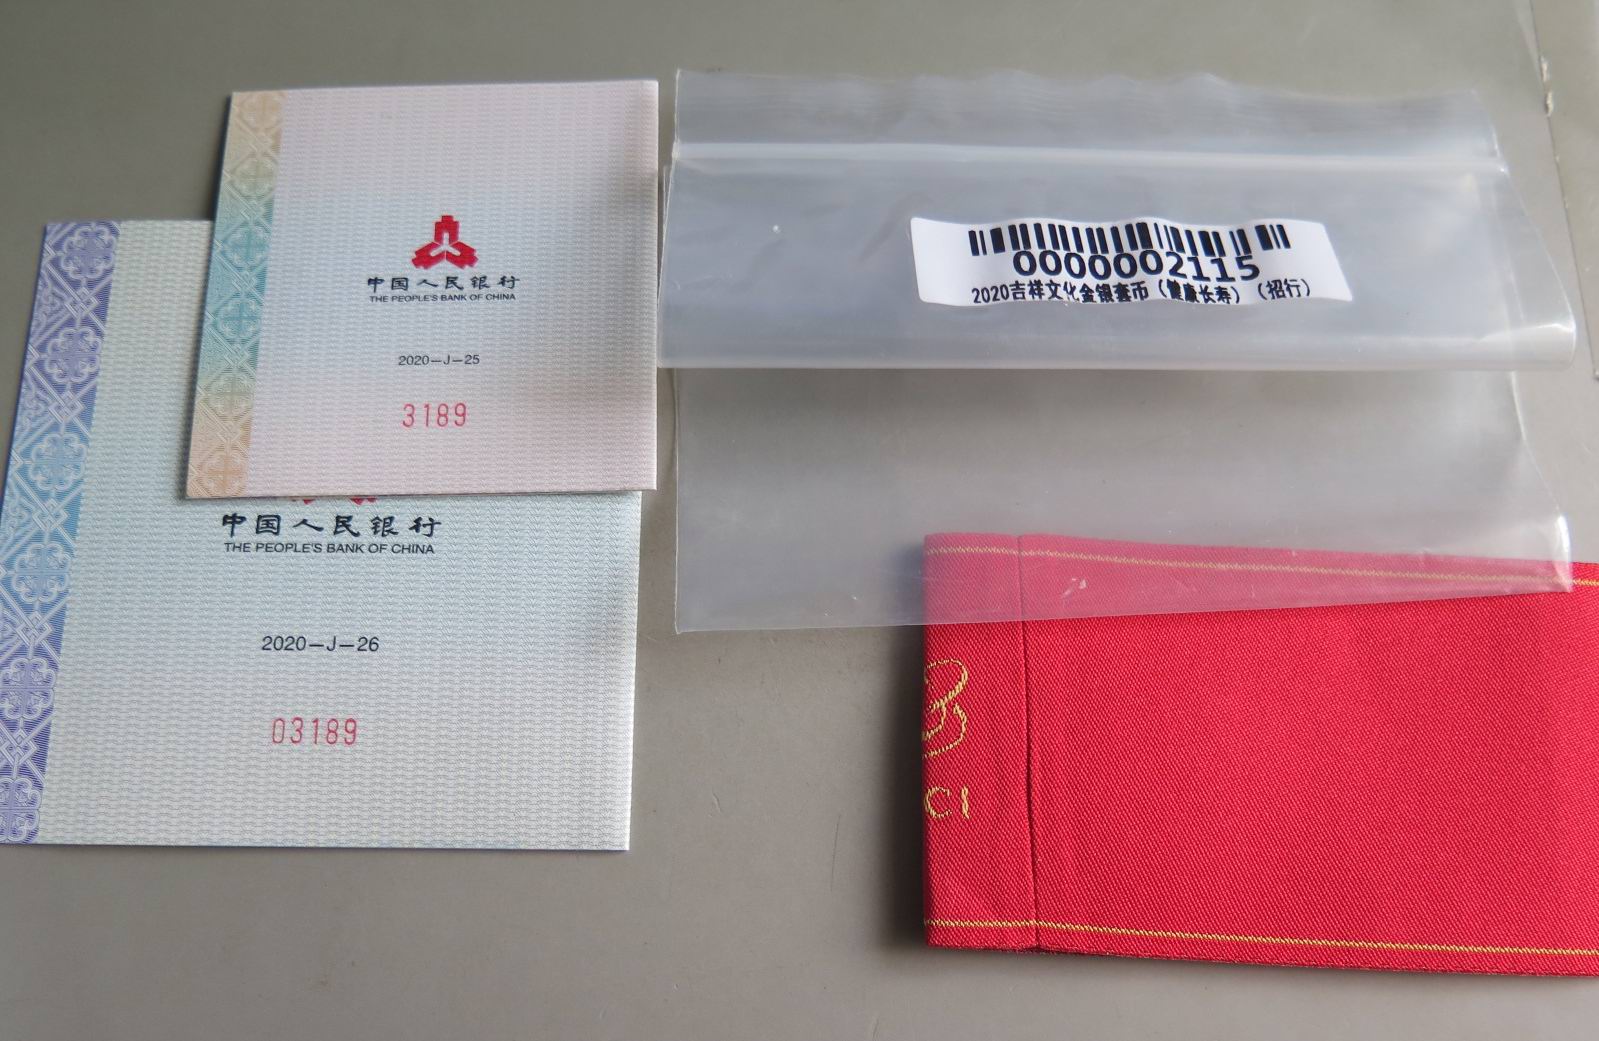 中国人民银行
THE PEOPLE'S BANK OF CHINA
2020—J—25
3189
中国人民银行
THE PEOPLE'S BANK OF CHINA
2020—J—26
03189
0000002115
2020吉祥文化金银套币（健康长寿）（招行）
CI